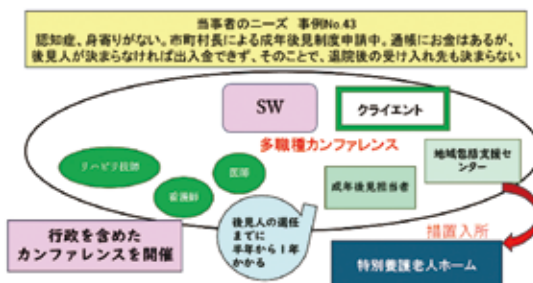 当事者のニーズ 事例No.43
認知症、身寄りがない。市町村長による成年後見制度申請中。通帳にお金はあるが、
後見人が決まらなければ出入金できず、そのことで、退院後の受け入れ先も決まらない
SW
クライエント
多職種カンファレンス
地域包括支援セ
ンター
リハビリ技師
医師
看護師
成年後見担当者
後見人の選任
までに
半年から1年
かかる
措置入所
行政を含めた
カンファレンスを開催
特別養護老人ホーム